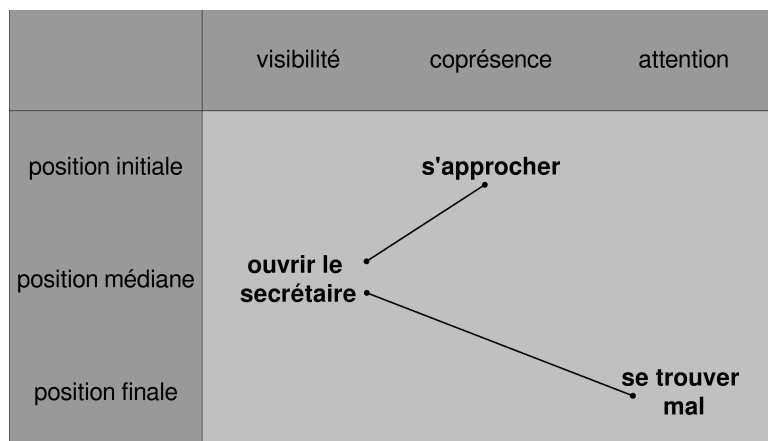 visibilité coprésence attention
position initiale s'approcher
position médiane ouvrir le
secrétaire
position finale se trouver
mal